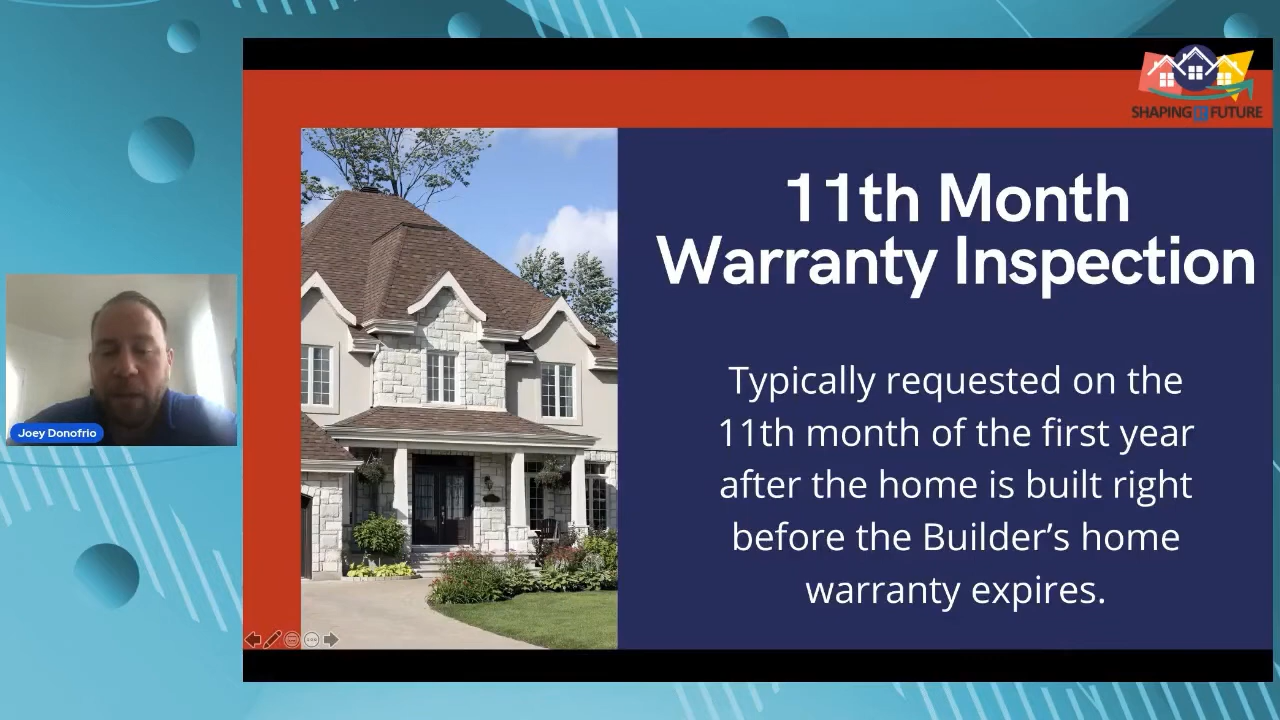 SHAPING FUTURE
11th Month
Warranty Inspection
Typically requested on the
11th month of the first year
after the home is built right
before the Builder’s home
warranty expires.
Joey Donofrio